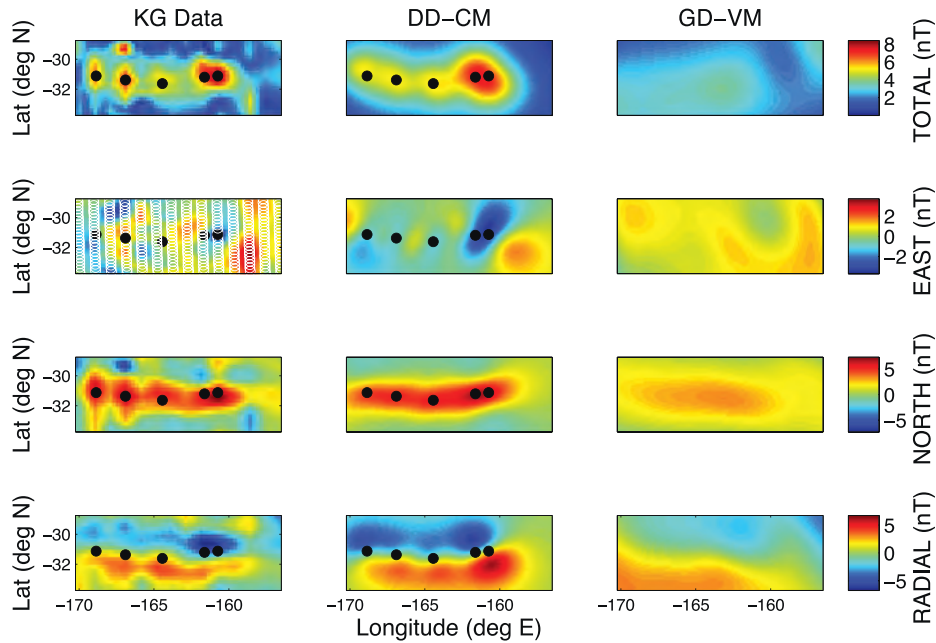 KG Data DD−CM GD−VM
Lat (deg N) −30 −32 8 6 4 2 TOTAL (nT)
Lat (deg N) −30 −32 2 0 −2 EAST (nT)
Lat (deg N) −30 −32 5 0 −5 NORTH (nT)
Lat (deg N) −30 −32 5 0 −5 RADIAL (nT)
−170 −165 −160 −170 −165 −160 −170 −165 −160
Longitude (deg E)